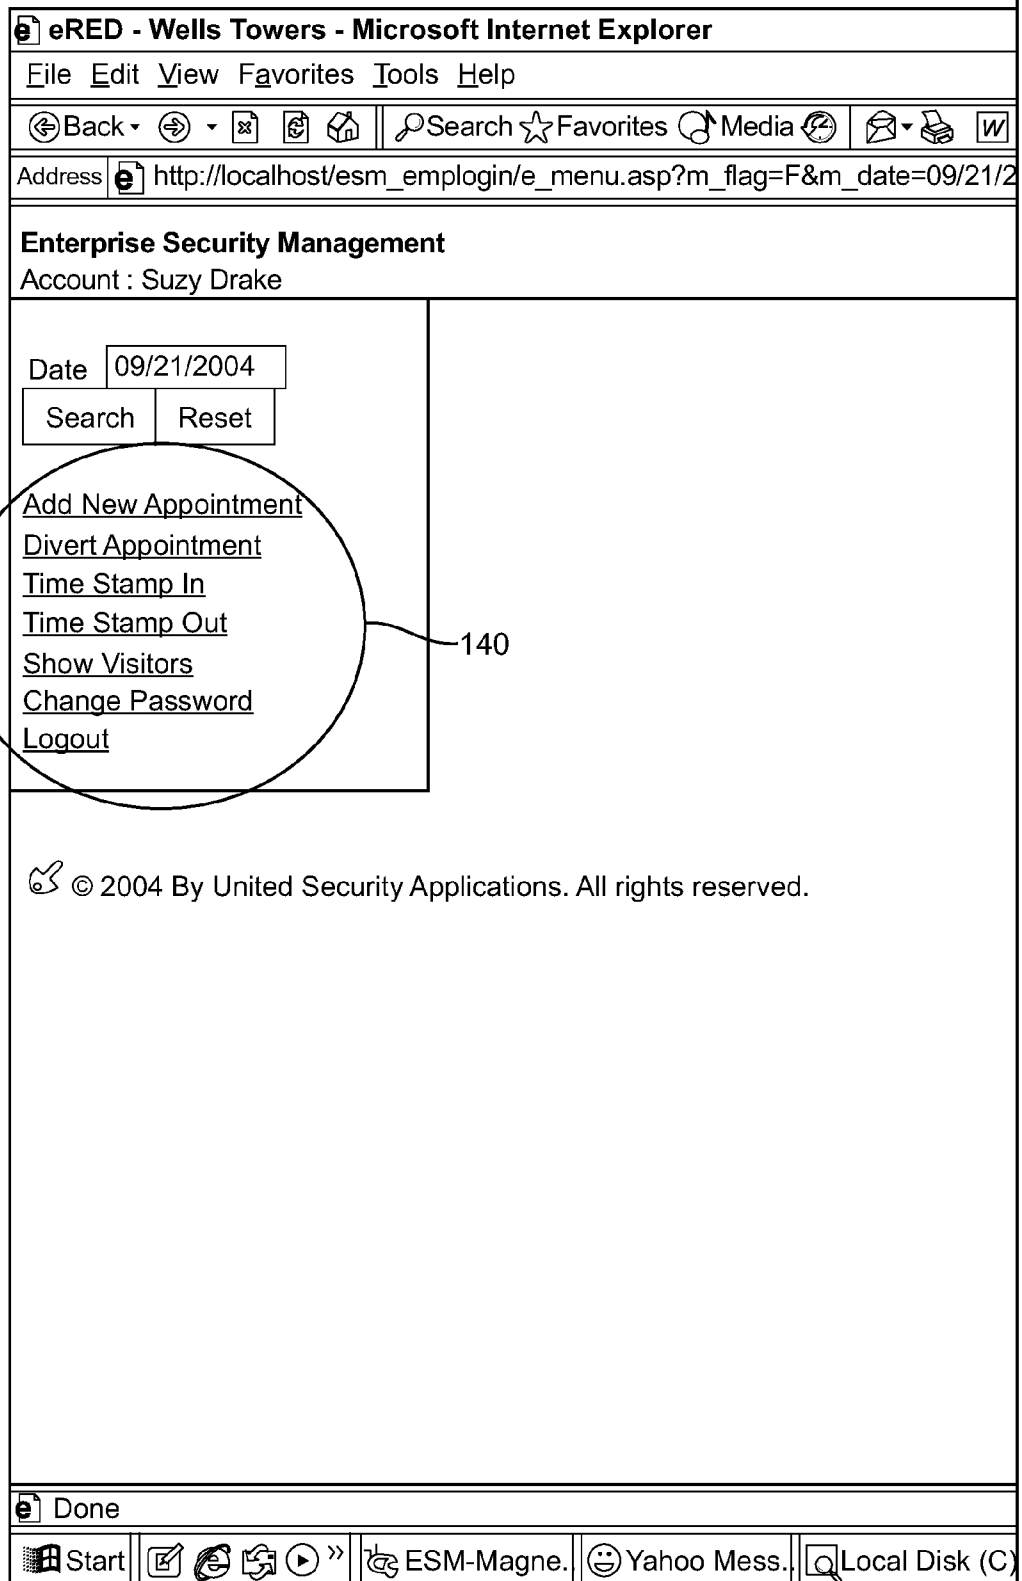 eRED - Wells Towers - Microsoft Internet Explorer
File Edit View Favorites Tools Help
Back Search Favorites Media W
Address http://localhost/esm_emplogin/e_menu.asp?m_flag=F&m_date=09/21/2
Enterprise Security Management
Account : Suzy Drake
Date 09/21/2004
Search Reset
Add New Appointment
Divert Appointment
Time Stamp In
Time Stamp Out
140
Show Visitors
Change Password
Logout
© 2004 By United Security Applications. All rights reserved.
Done
Start » ESM-Magne.. Yahoo Mess.. Local Disk (C)